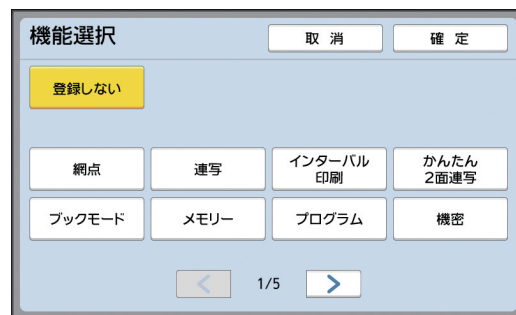 機能選択
取 消
確 定
登録しない
網点
連写
インターバル
印刷
かんたん
2面連写
ブックモード
メモリー
プログラム
機密
1/5